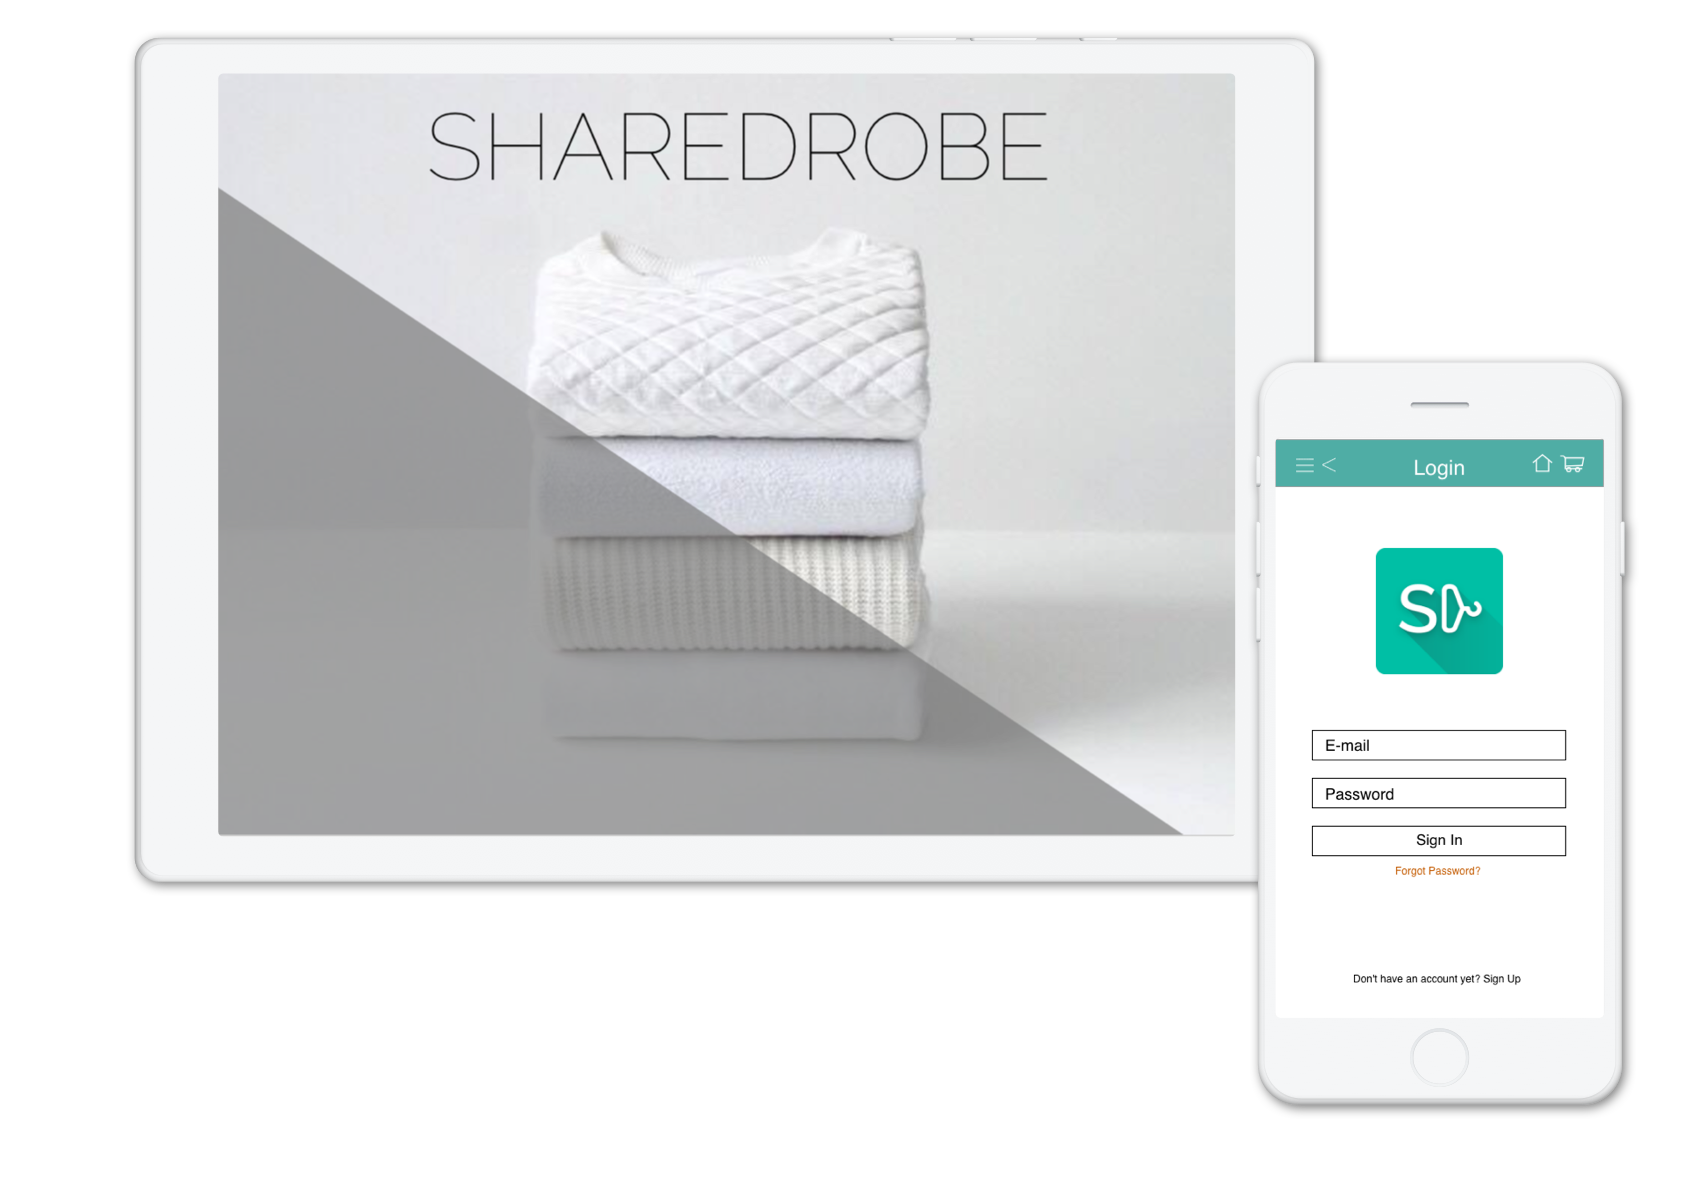 SHAREDROBE
Login
SD
E-mail
Password
Sign In
Forgot Password?
Don't have an account yet? Sign Up